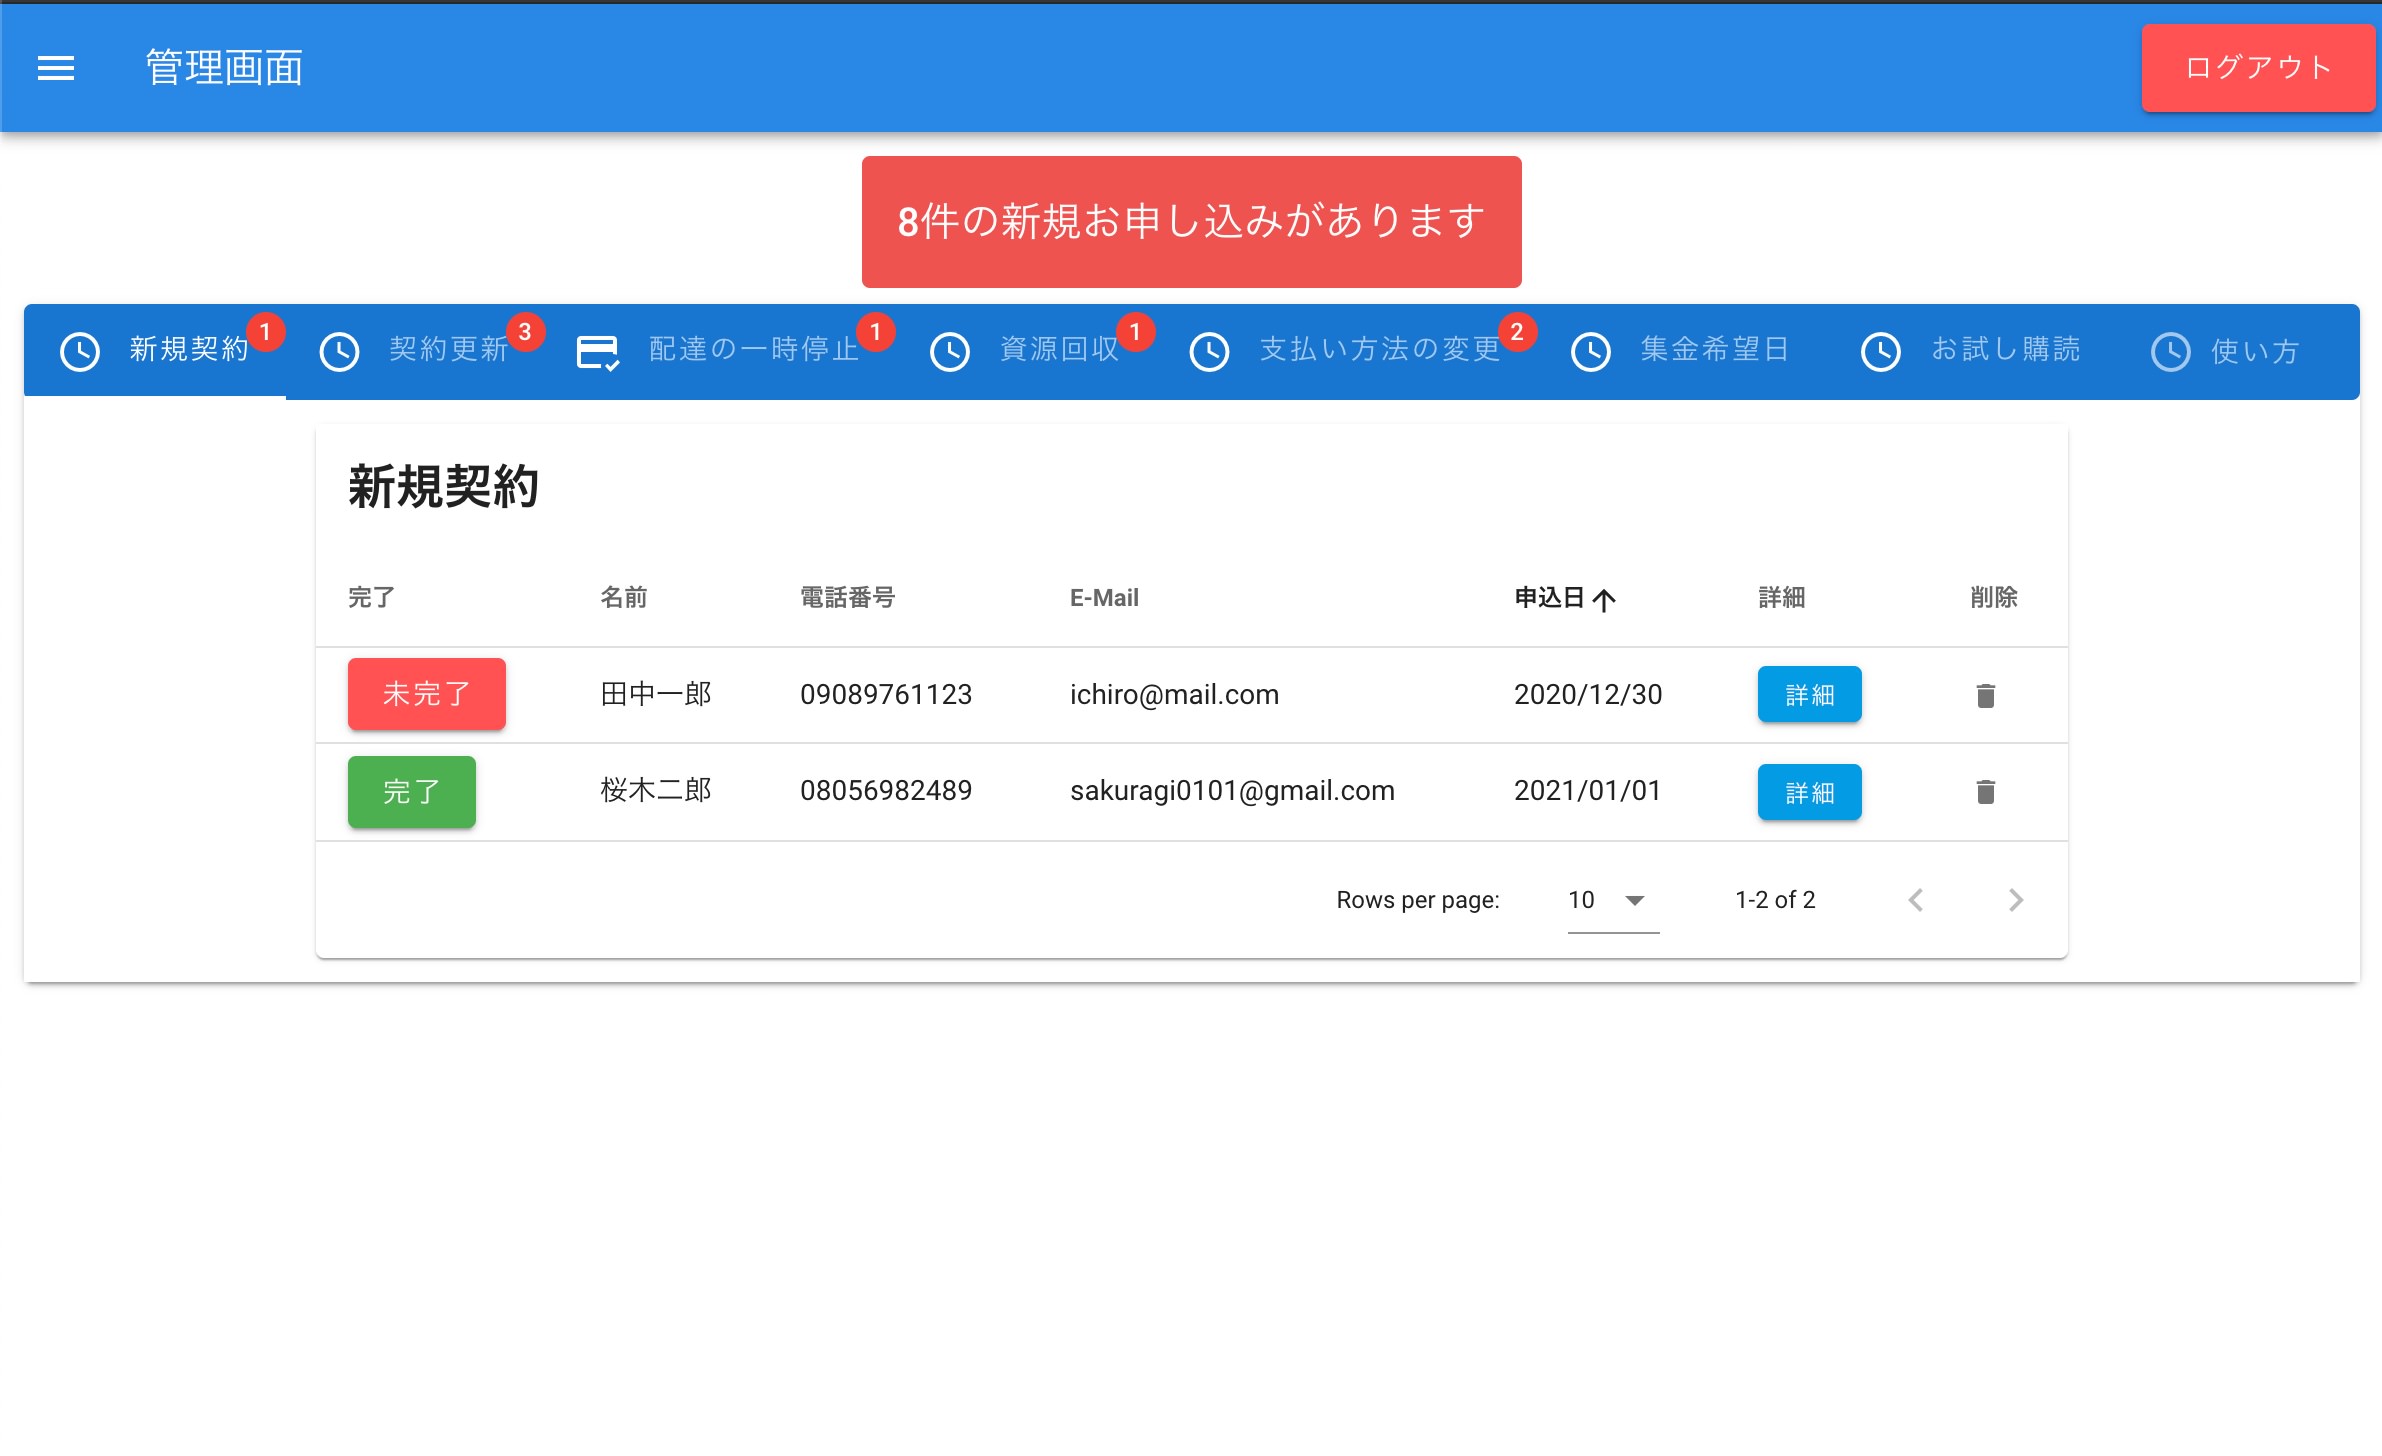 管理画面
ログアウト
8件の新規お申し込みがあります
新規契約 1 契約更新 3 配達の一時停止 1 資源回収 1 支払い方法の変更 2 集金希望日 お試し購読 使い方
新規契約
完了 名前 電話番号 E-Mail 申込日 詳細 削除
未完了 田中一郎 09089761123 ichiro@mail.com 2020/12/30 詳細
完了 桜木二郎 08056982489 sakuragi0101@gmail.com 2021/01/01 詳細
Rows per page: 10 1-2 of 2